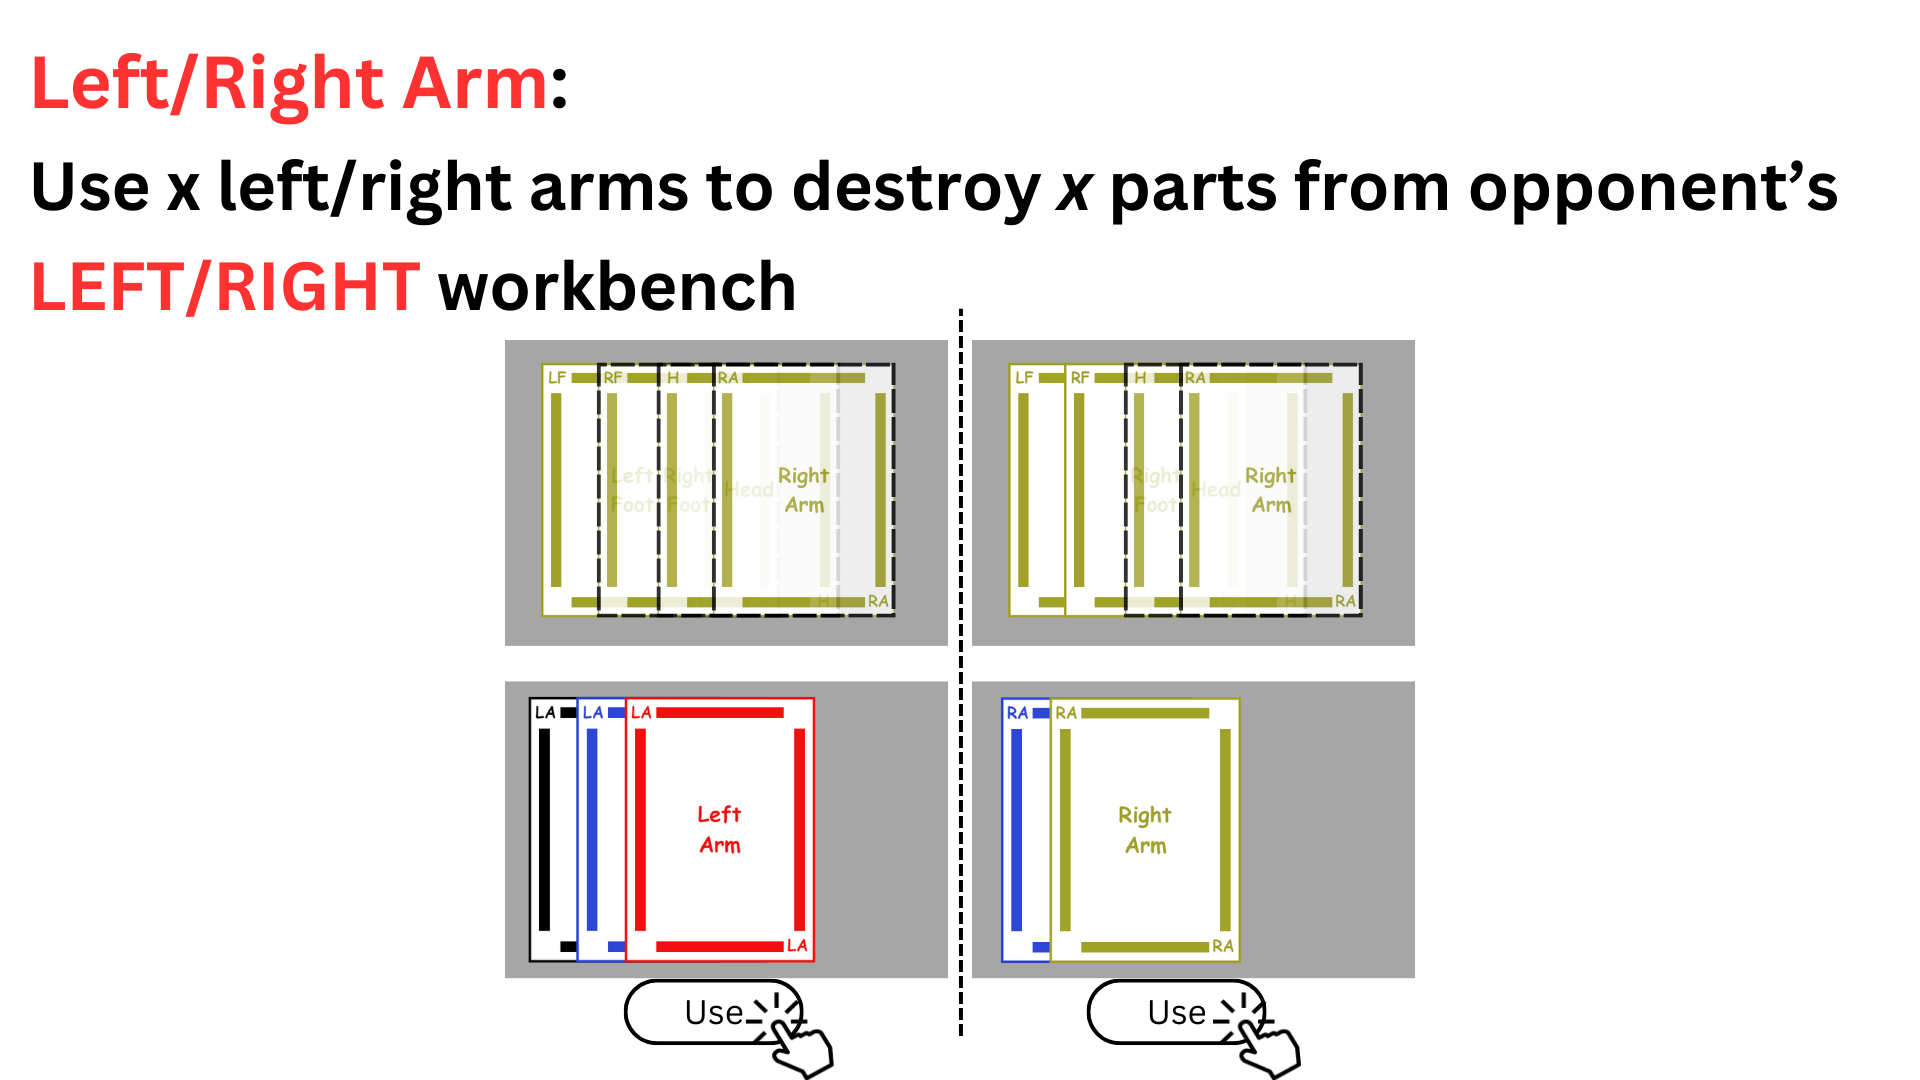 Left/Right Arm:
Use x left/right arms to destroy x parts from opponent’s
LEFT/RIGHT workbench
LF RF H RA
Left Foot Right Foot Head Right Arm
H RA
LF RF H RA
Right Foot Head Right Arm
H RA
LA LA LA
Left
Arm
LA
RA RA
Right
Arm
RA
Use
Use